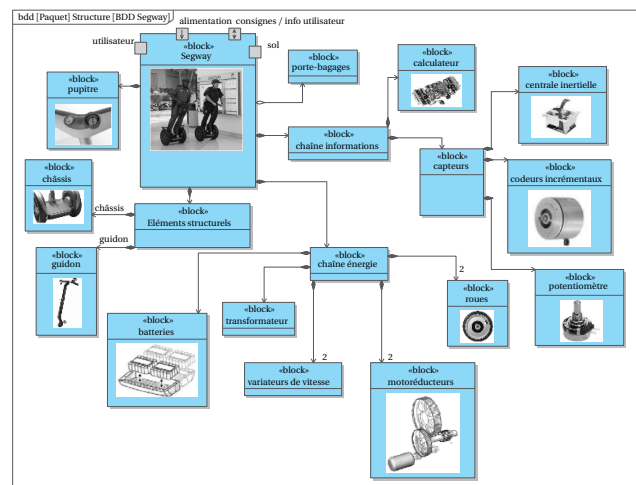 bdd [Paquet] Structure [BDD Segway]
alimentation consignes / info utilisateur
utilisateur
sol
«block»
Segway
«block»
pupitre
«block»
porte-bagages
«block»
calculateur
«block»
centrale inertielle
«block»
chaîne informations
«block»
capteurs
«block»
codeurs incrémentaux
«block»
châssis
châssis
«block»
Eléments structurels
guidon
«block»
guidon
«block»
chaîne énergie
2
«block»
potentiomètre
«block»
roues
«block»
batteries
«block»
transformateur
2
2
«block»
variateurs de vitesse
«block»
motoréducteurs